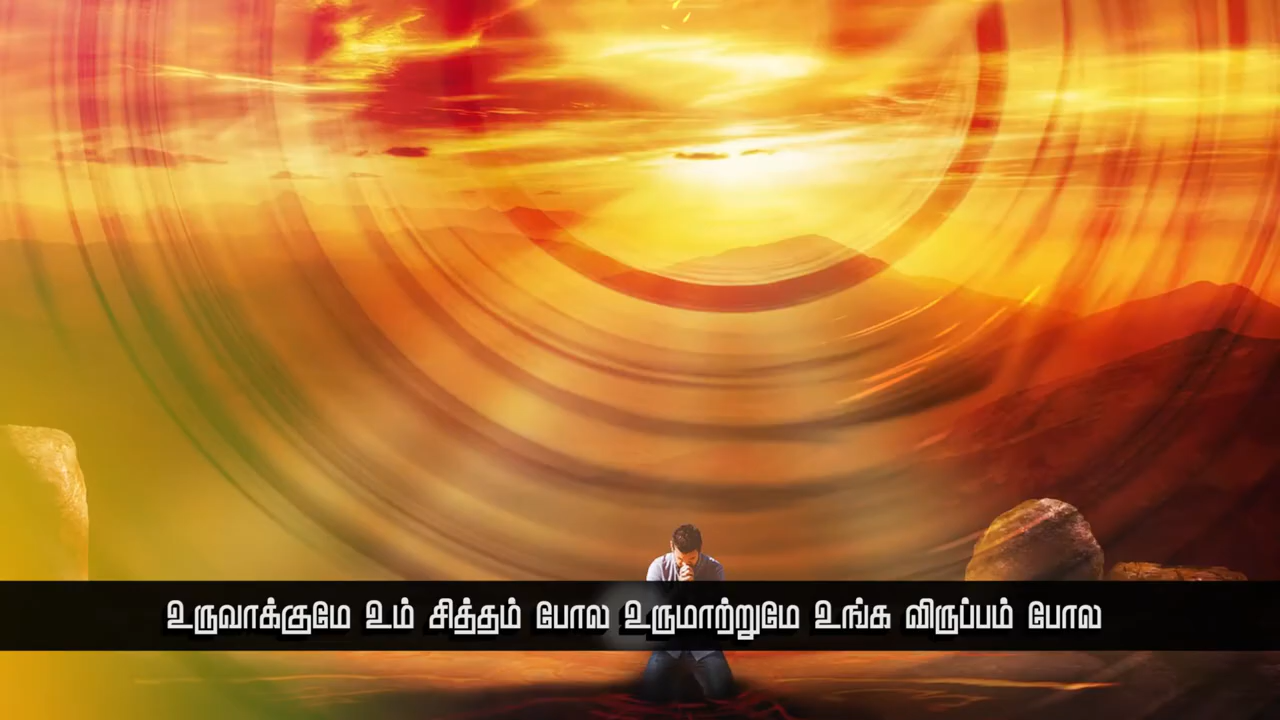 உருவாக்குமே உம் சித்தம் போல உருமாற்றுமே உங்க விருப்பம் போல